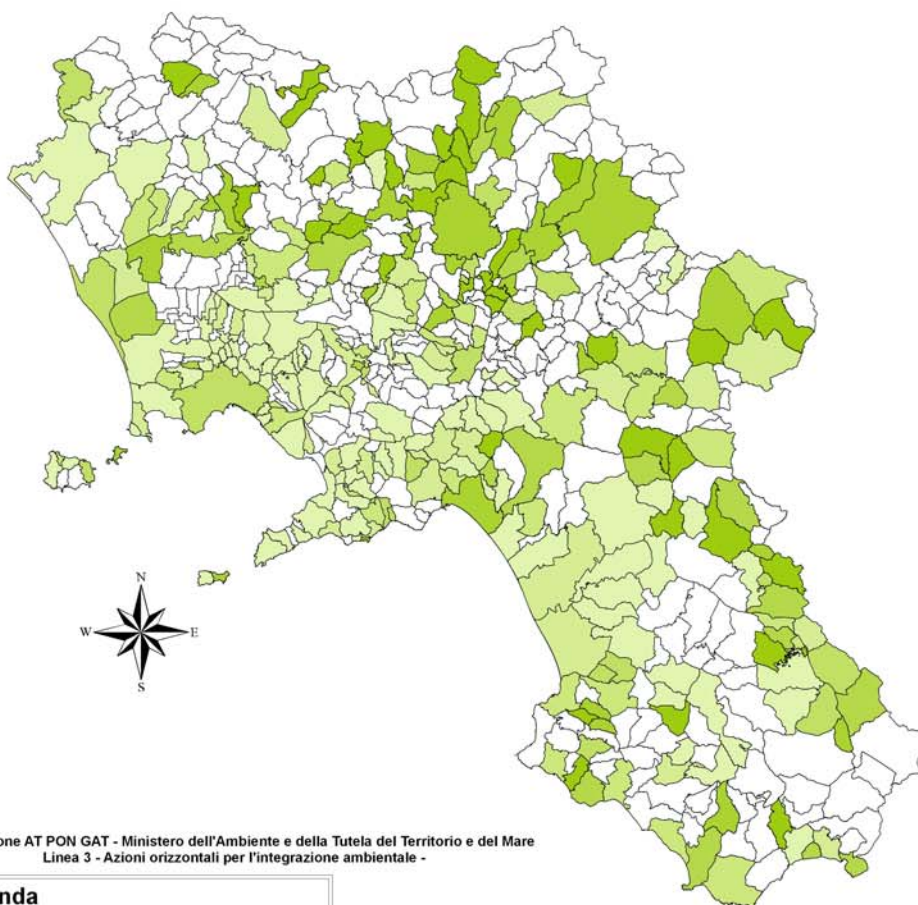 N
W E
S
one AT PON GAT - Ministero dell'Ambiente e della Tutela del Territorio e del Mare
Linea 3 - Azioni orizzontali per l'integrazione ambientale -
nda